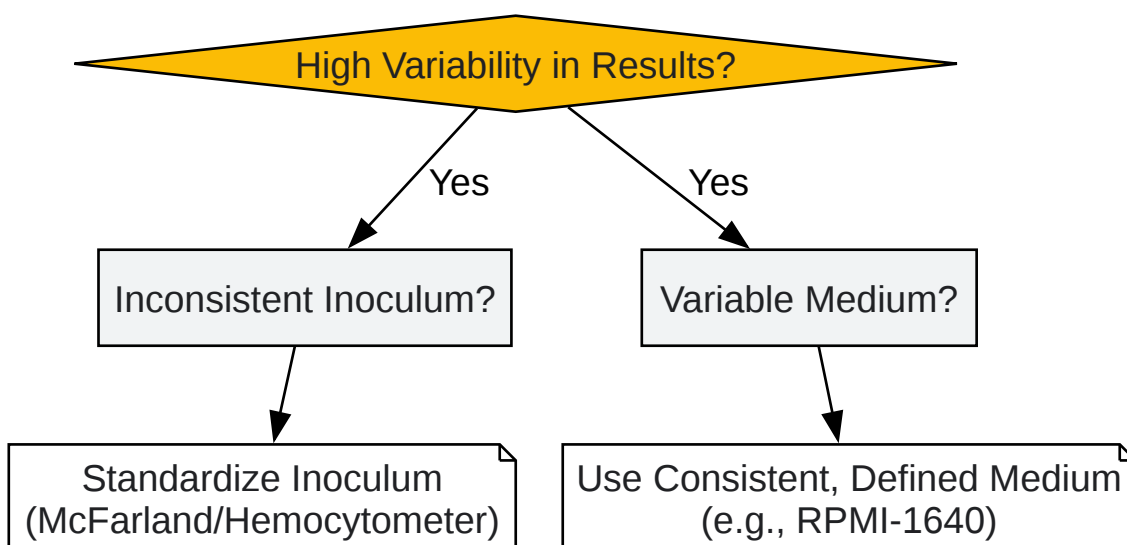 High Variability in Results?
Yes
Yes
Inconsistent Inoculum?
Variable Medium?
Standardize Inoculum
(McFarland/Hemocytometer)
Use Consistent, Defined Medium
(e.g., RPMI-1640)